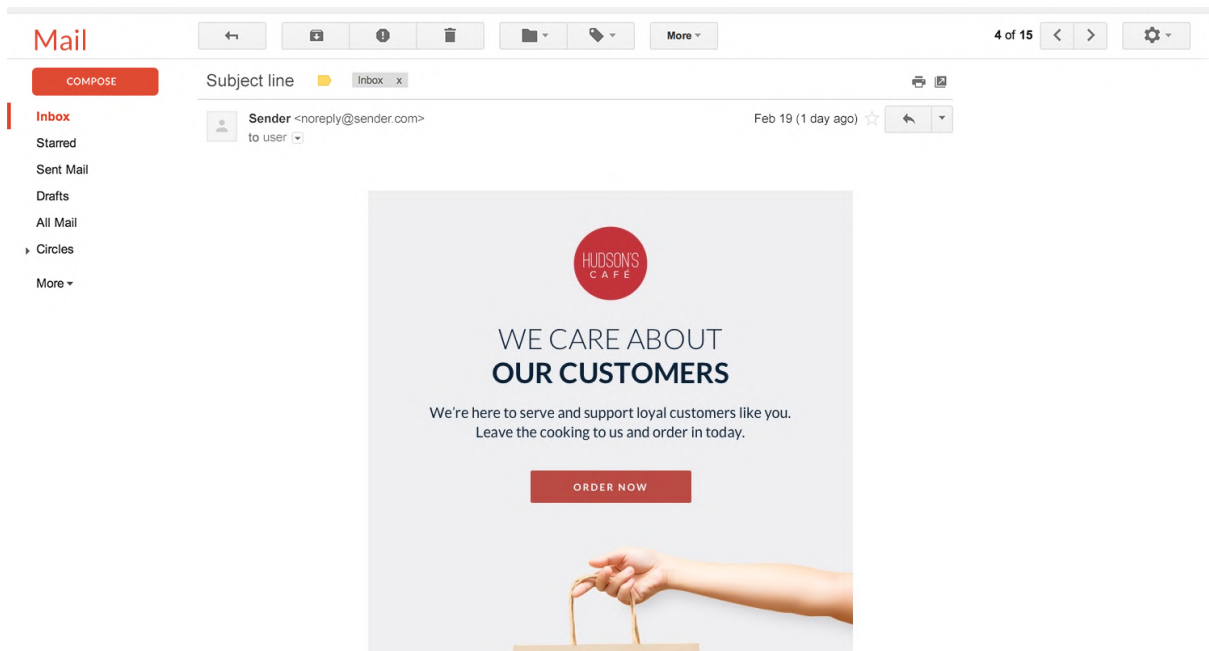 Mail
More
4 of 15
COMPOSE
Subject line
Inbox x
Inbox
Starred
Sent Mail
Drafts
All Mail
Circles
More
Sender <noreply@sender.com>
to user
Feb 19 (1 day ago)
HUDSON'S
CAFÉ
WE CARE ABOUT
OUR CUSTOMERS
We're here to serve and support loyal customers like you.
Leave the cooking to us and order in today.
ORDER NOW